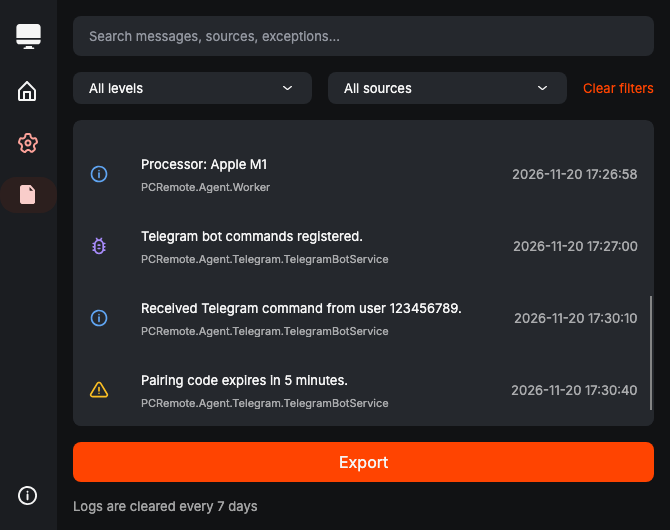 Search messages, sources, exceptions...
All levels
All sources
Clear filters
Processor: Apple M1
2026-11-20 17:26:58
PCRemote.Agent.Worker
Telegram bot commands registered.
2026-11-20 17:27:00
PCRemote.Agent.Telegram.TelegramBotService
Received Telegram command from user 123456789.
2026-11-20 17:30:10
PCRemote.Agent.Telegram.TelegramBotService
Pairing code expires in 5 minutes.
2026-11-20 17:30:40
PCRemote.Agent.Telegram.TelegramBotService
Export
Logs are cleared every 7 days